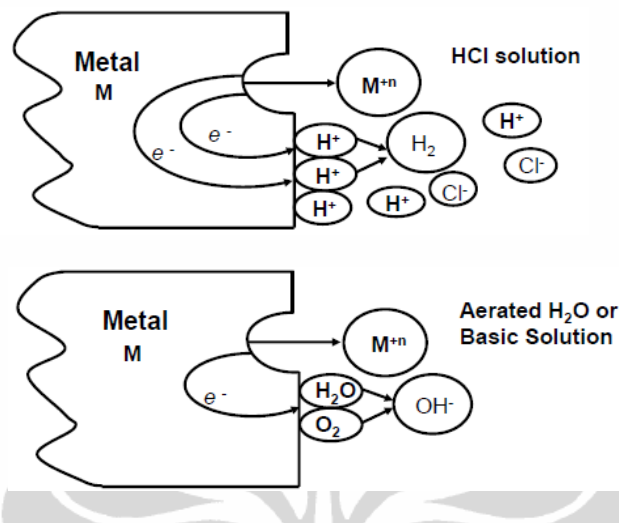 Metal
M
HCl solution
M⁺ⁿ
e -
e -
H⁺
H⁺
H⁺
H₂
H⁺
H⁺
Cl-
Cl-
Metal
M
Aerated H₂O or
Basic Solution
M⁺ⁿ
e -
H₂O
O₂
OH-